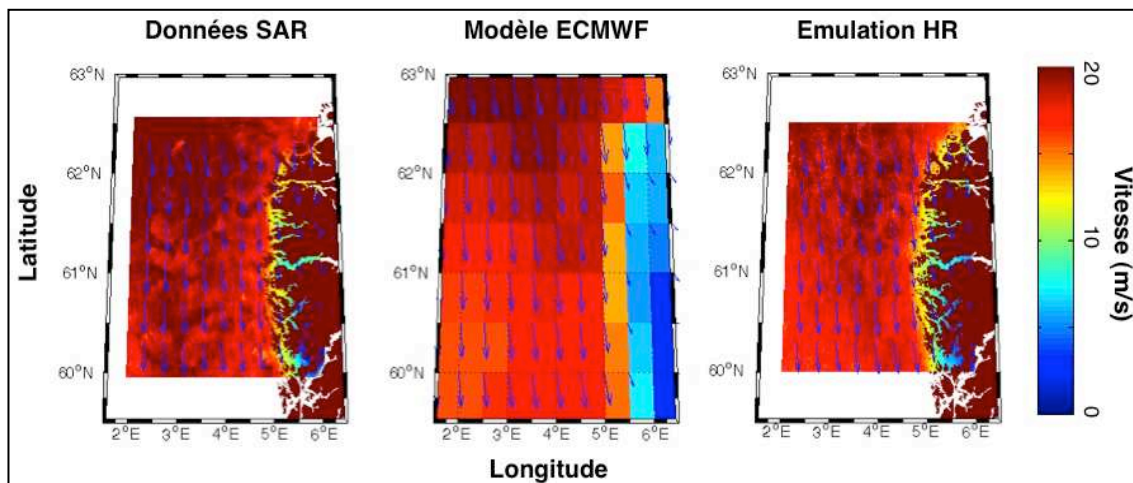 Données SAR
Modèle ECMWF
Emulation HR
63°N
62°N
61°N
60°N
2°E 3°E 4°E 5°E 6°E
63°N
62°N
61°N
60°N
2°E 3°E 4°E 5°E 6°E
63°N
62°N
61°N
60°N
2°E 3°E 4°E 5°E 6°E
Latitude
Longitude
20
10
0
Vitesse (m/s)